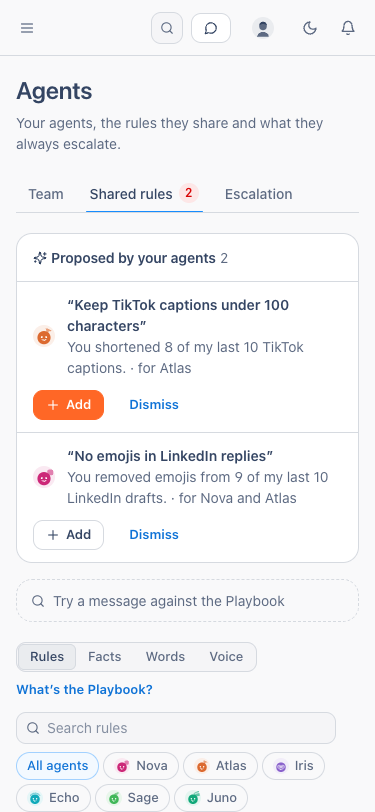 Agents
Your agents, the rules they share and what they
always escalate.
Team
Shared rules 2
Escalation
Proposed by your agents 2
“Keep TikTok captions under 100
characters”
You shortened 8 of my last 10 TikTok
captions. · for Atlas
+ Add
Dismiss
“No emojis in LinkedIn replies”
You removed emojis from 9 of my last 10
LinkedIn drafts. · for Nova and Atlas
+ Add
Dismiss
Try a message against the Playbook
Rules
Facts
Words
Voice
What’s the Playbook?
Search rules
All agents
Nova
Atlas
Iris
Echo
Sage
Juno